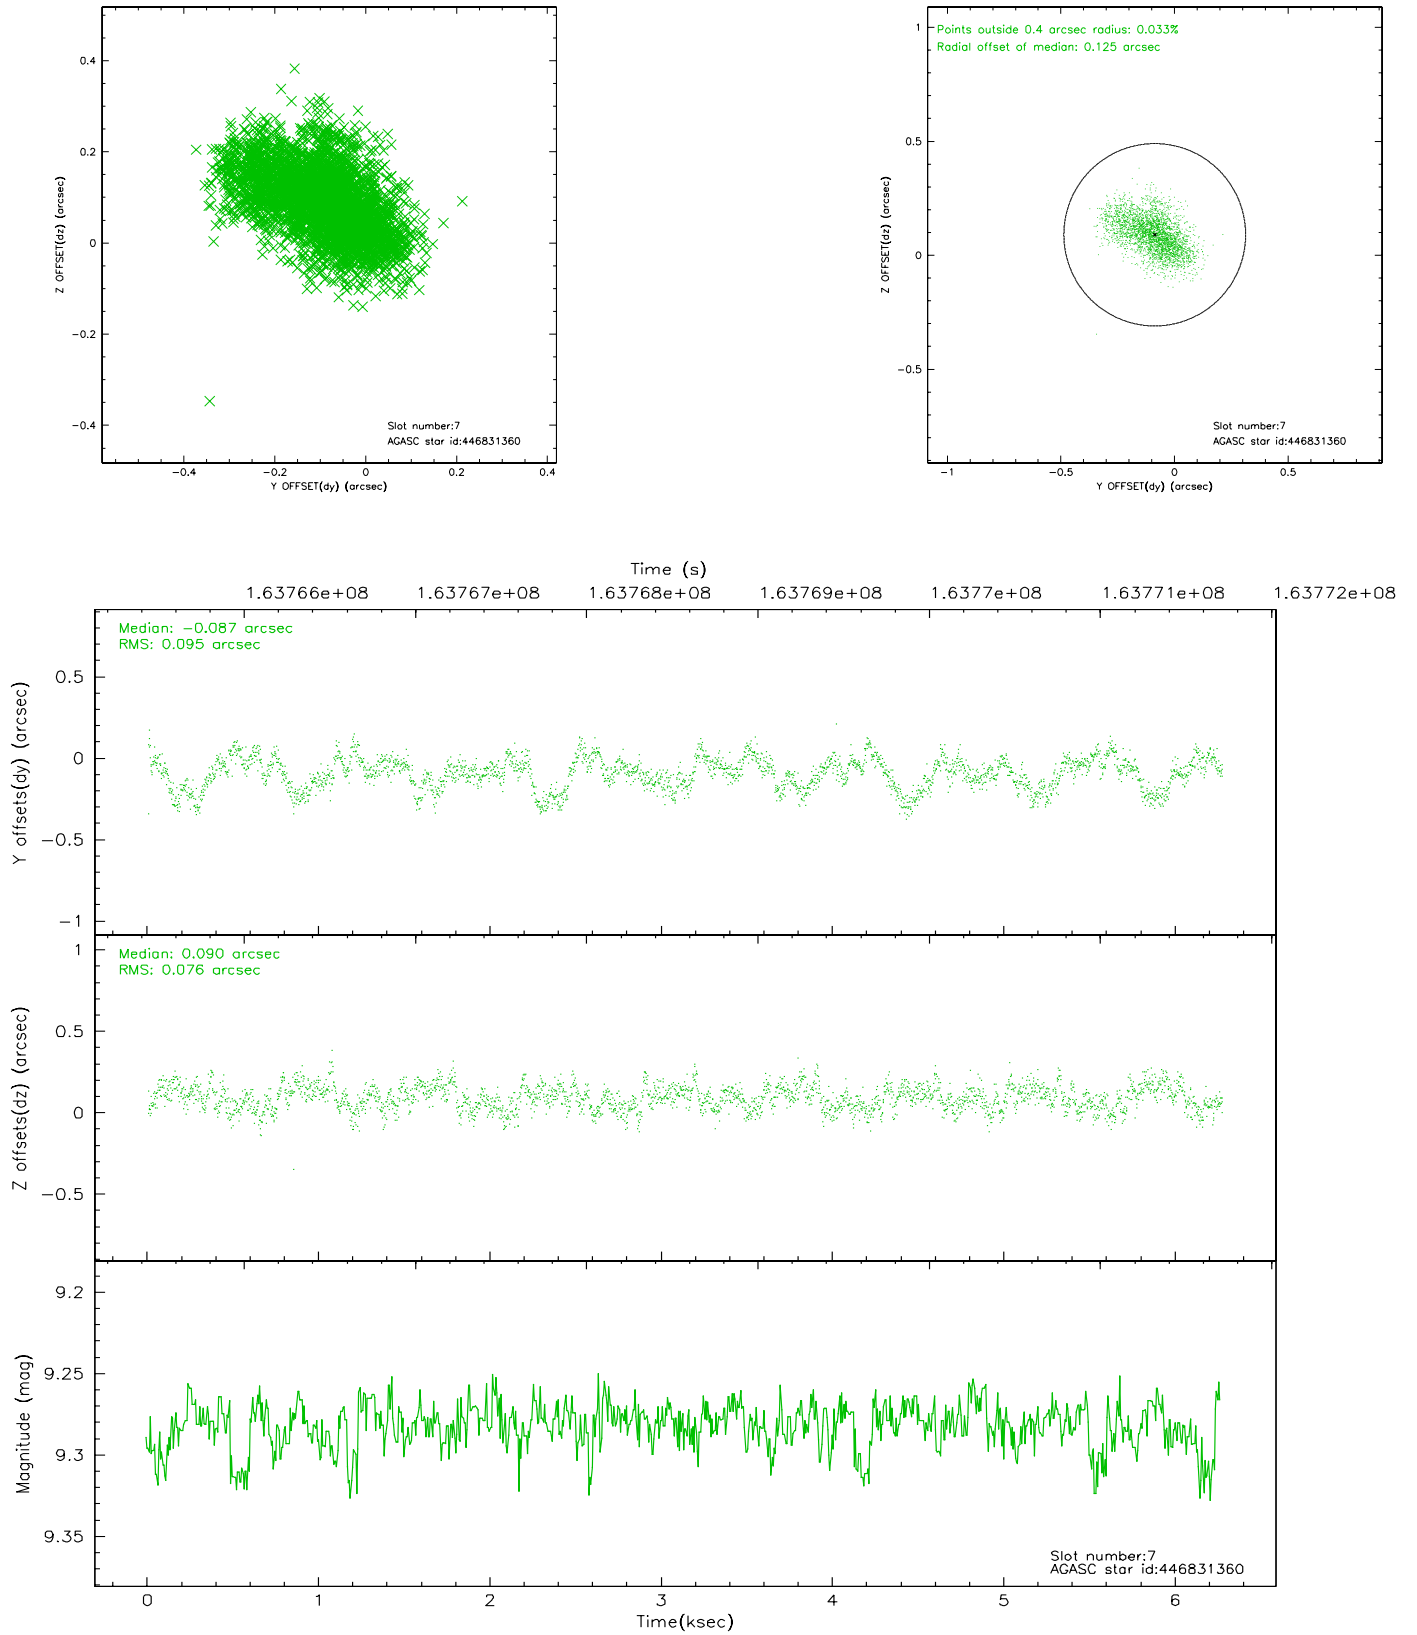 0.4
0.2
0
-0.2
-0.4
Z OFFSET(dz) (arcsec)
Slot number:7
AGASC star id:446831360
-0.4 -0.2 0 0.2 0.4
Y OFFSET(dy) (arcsec)
Points outside 0.4 arcsec radius: 0.033%
Radial offset of median: 0.125 arcsec
1
0.5
0
-0.5
Z OFFSET(dz) (arcsec)
Slot number:7
AGASC star id:446831360
-1 -0.5 0 0.5
Y OFFSET(dy) (arcsec)
Time (s)
1.63766e+08 1.63767e+08 1.63768e+08 1.63769e+08 1.6377e+08 1.63771e+08 1.63772e+08
Median: -0.087 arcsec
RMS: 0.095 arcsec
0.5
0
-0.5
-1
Y offsets(dy) (arcsec)
Median: 0.090 arcsec
RMS: 0.076 arcsec
1
0.5
0
-0.5
Z offsets(dz) (arcsec)
9.2
9.25
9.3
9.35
Magnitude (mag)
Slot number:7
AGASC star id:446831360
0 1 2 3 4 5 6
Time(ksec)